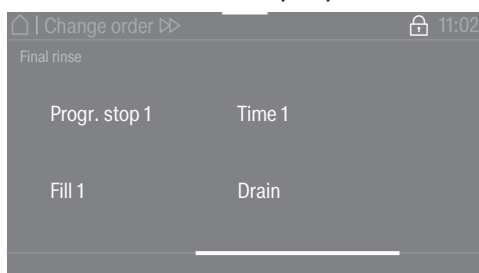 | Change order 11:02
Final rinse
Progr. stop 1 Time 1
Fill 1 Drain